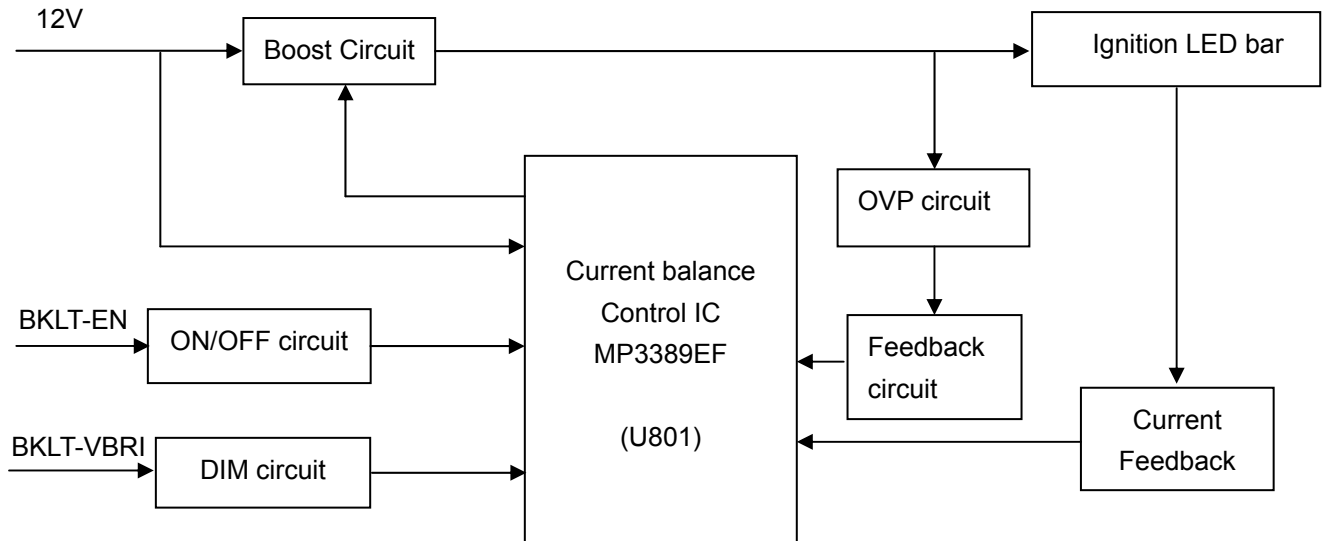 12V
Boost Circuit
Ignition LED bar
OVP circuit
Current balance
Control IC
MP3389EF
(U801)
BKLT-EN
ON/OFF circuit
Feedback
circuit
BKLT-VBRI
DIM circuit
Current
Feedback